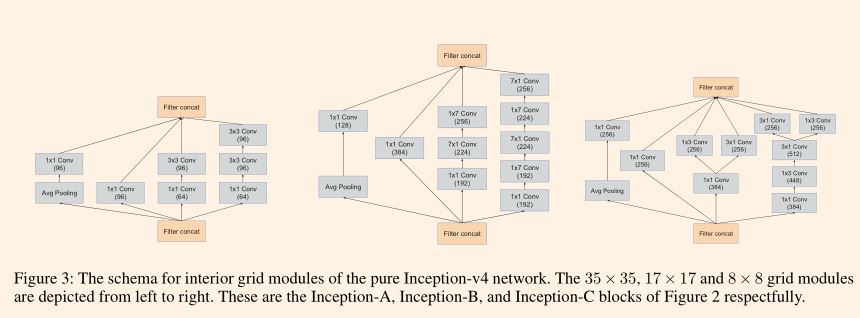 Filter concat
3x3 Conv
(96)
1x1 Conv
(96)
3x3 Conv
(96)
3x3 Conv
(96)
Avg Pooling
1x1 Conv
(96)
1x1 Conv
(64)
1x1 Conv
(64)
Filter concat
Filter concat
7x1 Conv
(256)
1x1 Conv
(128)
1x7 Conv
(256)
1x7 Conv
(224)
1x1 Conv
(384)
7x1 Conv
(224)
7x1 Conv
(224)
1x7 Conv
(192)
Avg Pooling
1x1 Conv
(192)
1x1 Conv
(192)
Filter concat
Filter concat
3x1 Conv
(256)
1x3 Conv
(256)
1x1 Conv
(256)
1x3 Conv
(256)
3x1 Conv
(256)
3x1 Conv
(512)
1x1 Conv
(256)
1x3 Conv
(448)
Avg Pooling
1x1 Conv
(384)
1x1 Conv
(384)
Filter concat
Figure 3: The schema for interior grid modules of the pure Inception-v4 network. The 35 × 35, 17 × 17 and 8 × 8 grid modules
are depicted from left to right. These are the Inception-A, Inception-B, and Inception-C blocks of Figure 2 respectfully.